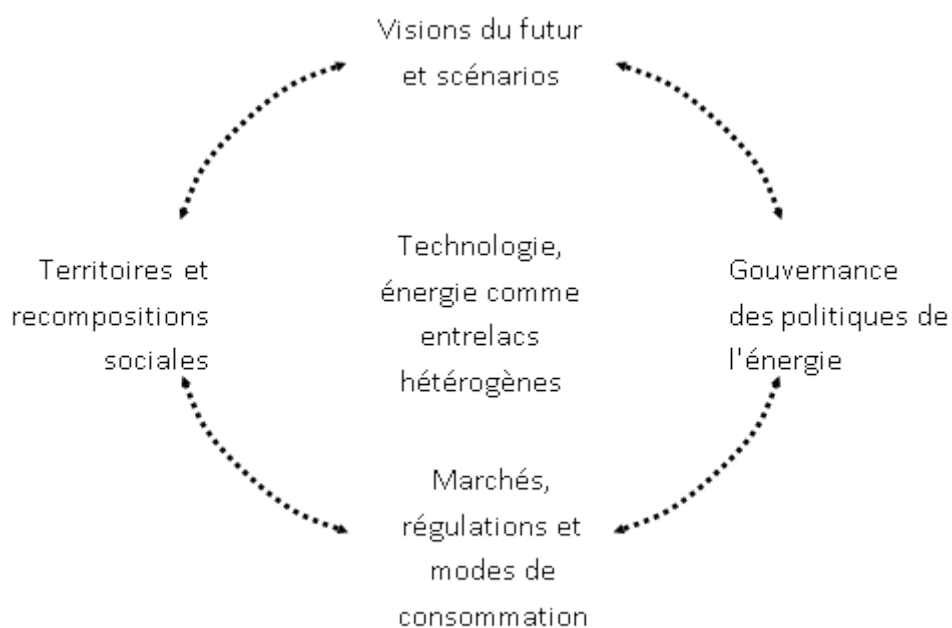 Visions du futur
et scénarios
Territoires et
recompositions
sociales
Technologie,
énergie comme
entrelacs
hétérogènes
Gouvernance
des politiques de
l'énergie
Marchés,
régulations et
modes de
consommation